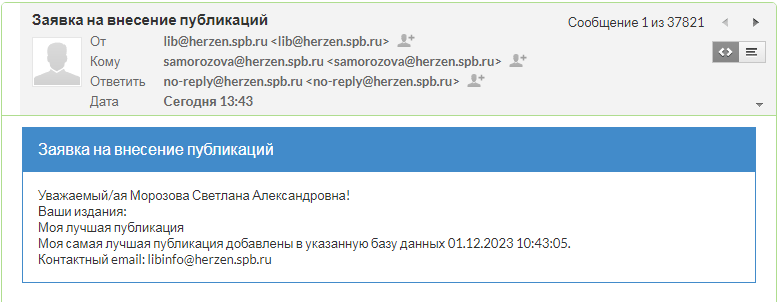 Заявка на внесение публикаций
Сообщение 1 из 37821
От lib@herzen.spb.ru <lib@herzen.spb.ru>
Кому samorozova@herzen.spb.ru <samorozova@herzen.spb.ru>
Ответить no-reply@herzen.spb.ru <no-reply@herzen.spb.ru>
Дата Сегодня 13:43
Заявка на внесение публикаций
Уважаемый/ая Морозова Светлана Александровна!
Ваши издания:
Моя лучшая публикация
Моя самая лучшая публикация добавлены в указанную базу данных 01.12.2023 10:43:05.
Контактный email: libinfo@herzen.spb.ru